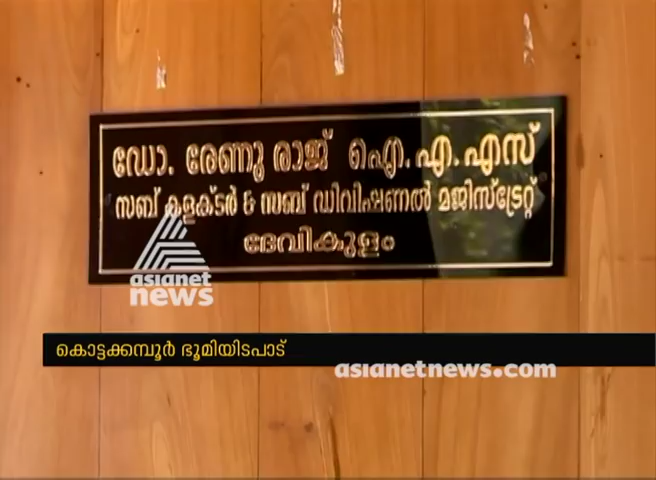 ഡോ. രേണു രാജ് ഐ.എ.എസ്
സബ് കളക്ടർ & സബ് ഡിവിഷണൽ മജിസ്ട്രേറ്റ്
ദേവികുളം
asianet
news
കൊട്ടക്കമ്പൂർ ഭൂമിയിടപാട്
asianetnews.com